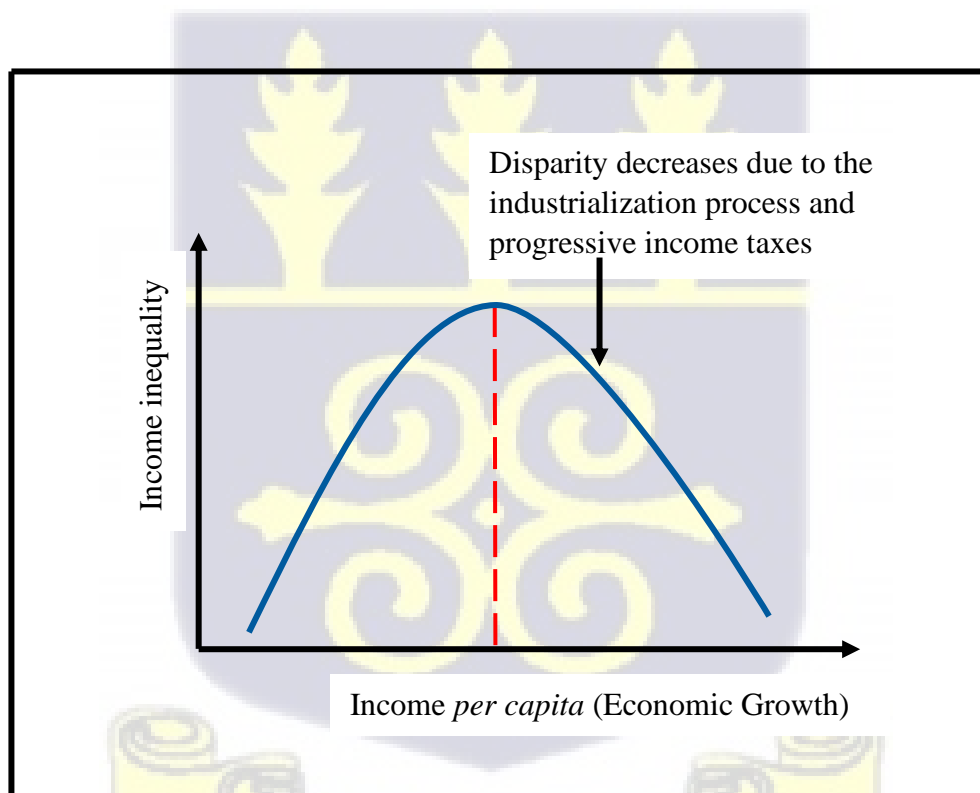 Disparity decreases due to the
industrialization process and
progressive income taxes
Income inequality
Income per capita (Economic Growth)